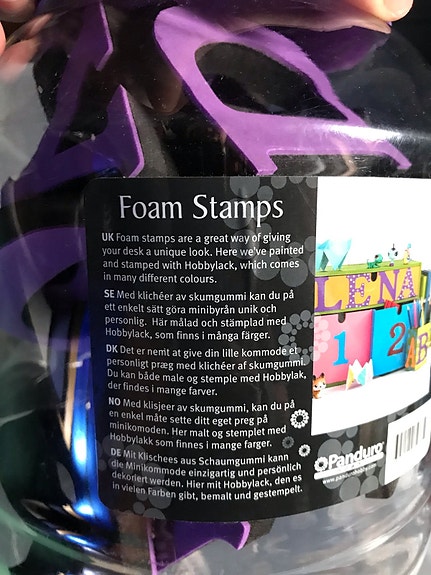 Foam Stamps
UK Foam stamps are a great way of giving
your desk a unique look. Here we've painted
and stamped with Hobbylack, which comes
in many different colours.
SE Med klichéer av skumgummi kan du på
ett enkelt sätt göra minibyrån unik och
personlig. Här målad och stämplad med
Hobbylack, som finns i många färger.
DK Det er nemt at give din lille kommode et
personligt præg med klichéer af skumgummi.
Du kan både male og stemple med Hobbylak,
der findes i mange farver.
NO Med klisjeer av skumgummi, kan du på
en enkel måte sette ditt eget preg på
minikomoden. Her malt og stemplet med
Hobbylakk som finnes i mange farger.
DE Mit Klischees aus Schaumgummi kann
die Minikommode einzigartig und persönlich
dekoriert werden. Hier mit Hobbylack, den es
in vielen Farben gibt, bemalt und gestempelt.
LENA
1 2
AB
Panduro
www.pandurohobby.com